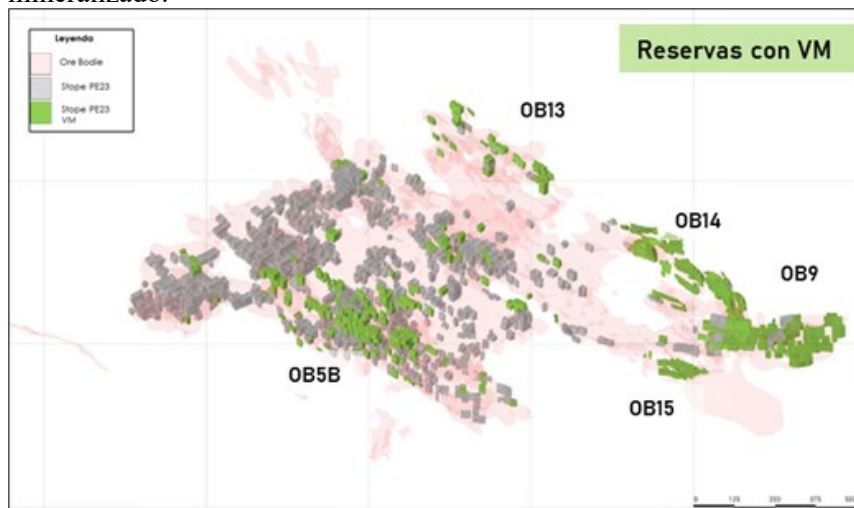 mineralizado.
Leyenda
Ore Bodie
Stope PE23
Stope PE23
VM
Reservas con VM
OB13
OB14
OB9
OB5B
OB15
0 125 250 375 500